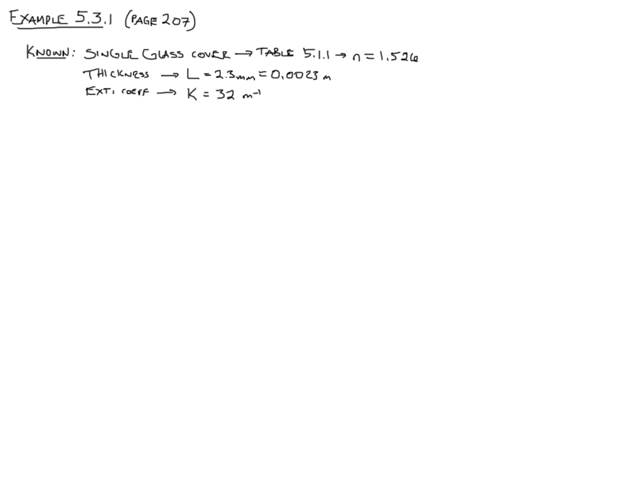 EXAMPLE 5.3.1 (PAGE 207)
KNOWN: SINGLE GLASS COVER → TABLE 5.1.1 → n = 1.526
THICKNESS → L = 2.3mm = 0.0023 m
EXT. COEFF → K = 32 m⁻¹